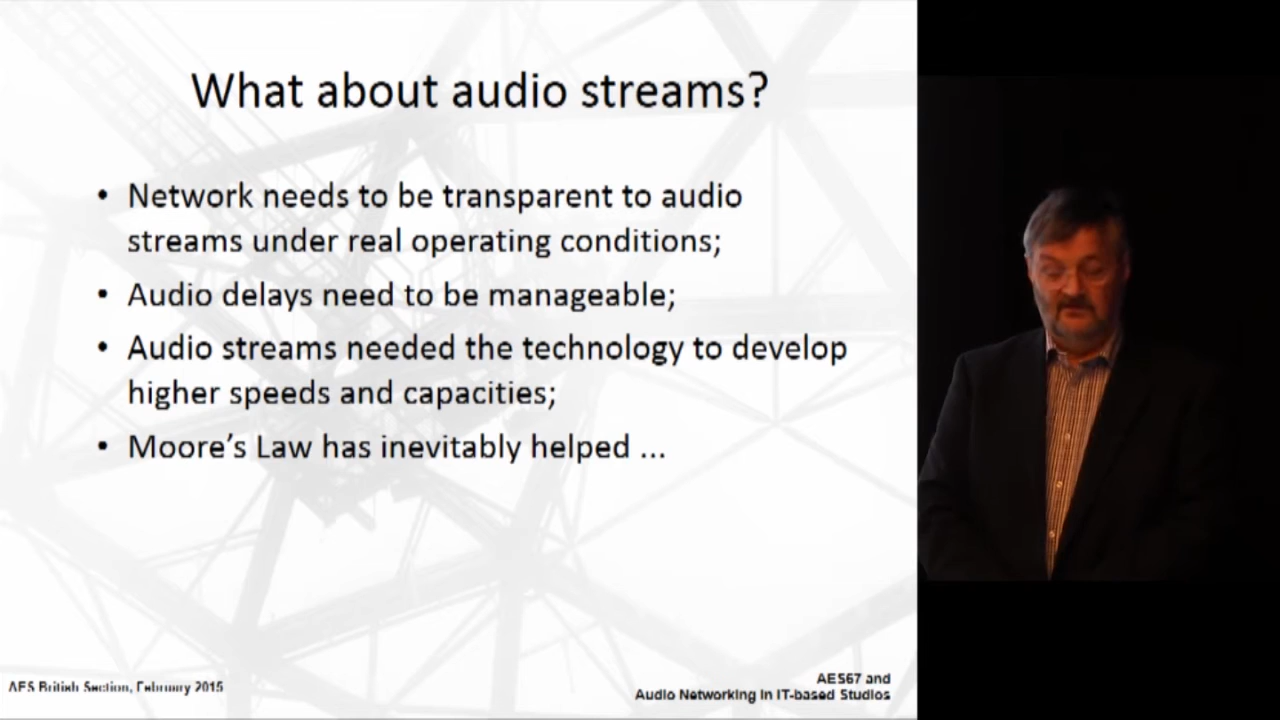 What about audio streams?
• Network needs to be transparent to audio
streams under real operating conditions;
• Audio delays need to be manageable;
• Audio streams needed the technology to develop
higher speeds and capacities;
• Moore's Law has inevitably helped ...
AES British Section, February 2015
AES67 and
Audio Networking in IT-based Studios